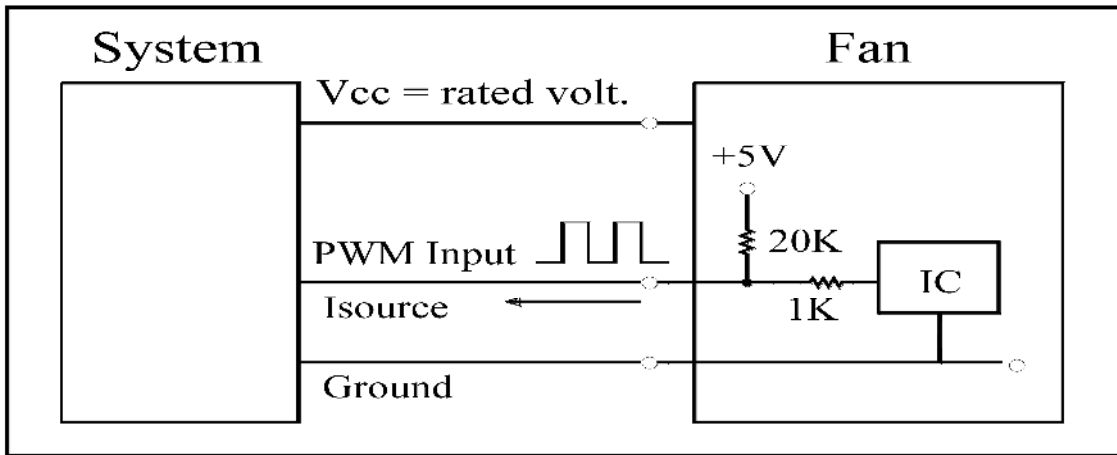 System
Fan
Vcc = rated volt.
+5V
20K
PWM Input
IC
Isource
1K
Ground